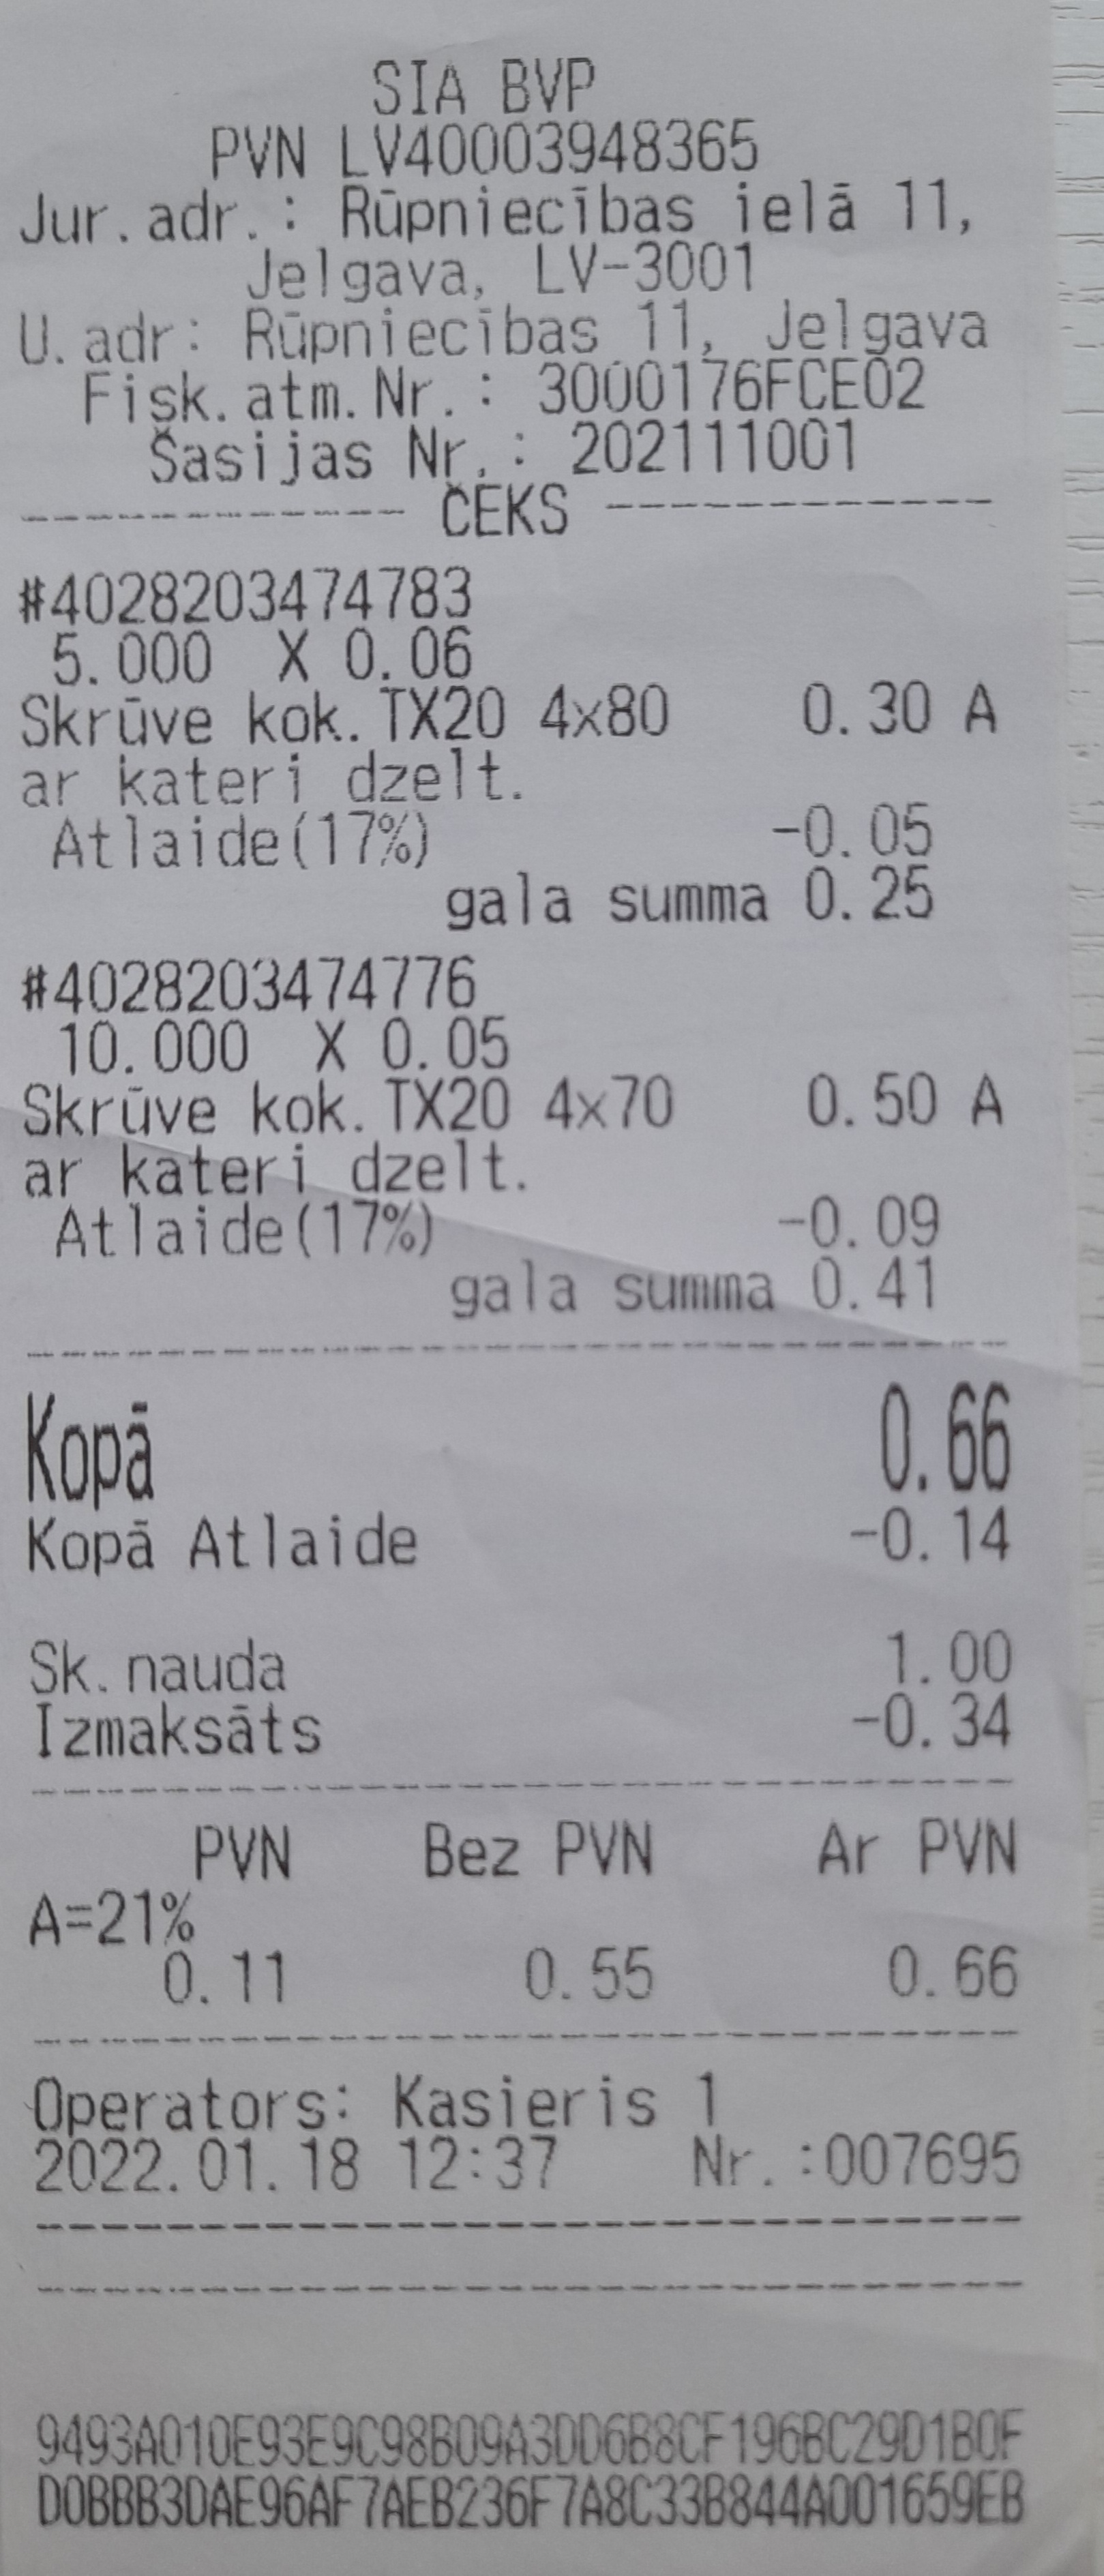 SIA BVP
PVN LV40003948365
Jur.adr.: Rūpniecības ielā 11,
Jelgava, LV-3001
U.adr: Rūpniecības 11, Jelgava
Fisk.atm.Nr.: 3000176FCE02
Šasijas Nr.: 202111001
------------ ČEKS ------------
#4028203474783
5.000 X 0.06
Skrūve kok.TX20 4x80 0.30 A
ar kateri dzelt.
Atlaide(17%) -0.05
gala summa 0.25
#4028203474776
10.000 X 0.05
Skrūve kok.TX20 4x70 0.50 A
ar kateri dzelt.
Atlaide(17%) -0.09
gala summa 0.41
Kopā 0.66
Kopā Atlaide -0.14
Sk.nauda 1.00
Izmaksāts -0.34
PVN Bez PVN Ar PVN
A=21%
0.11 0.55 0.66
Operators: Kasieris 1
2022.01.18 12:37 Nr.:007695
9493A010E93E9C98B09A3DD6B8CF196BC29D1B0F
D0BBB3DAE96AF7AEB236F7A8C33B844A001659EB